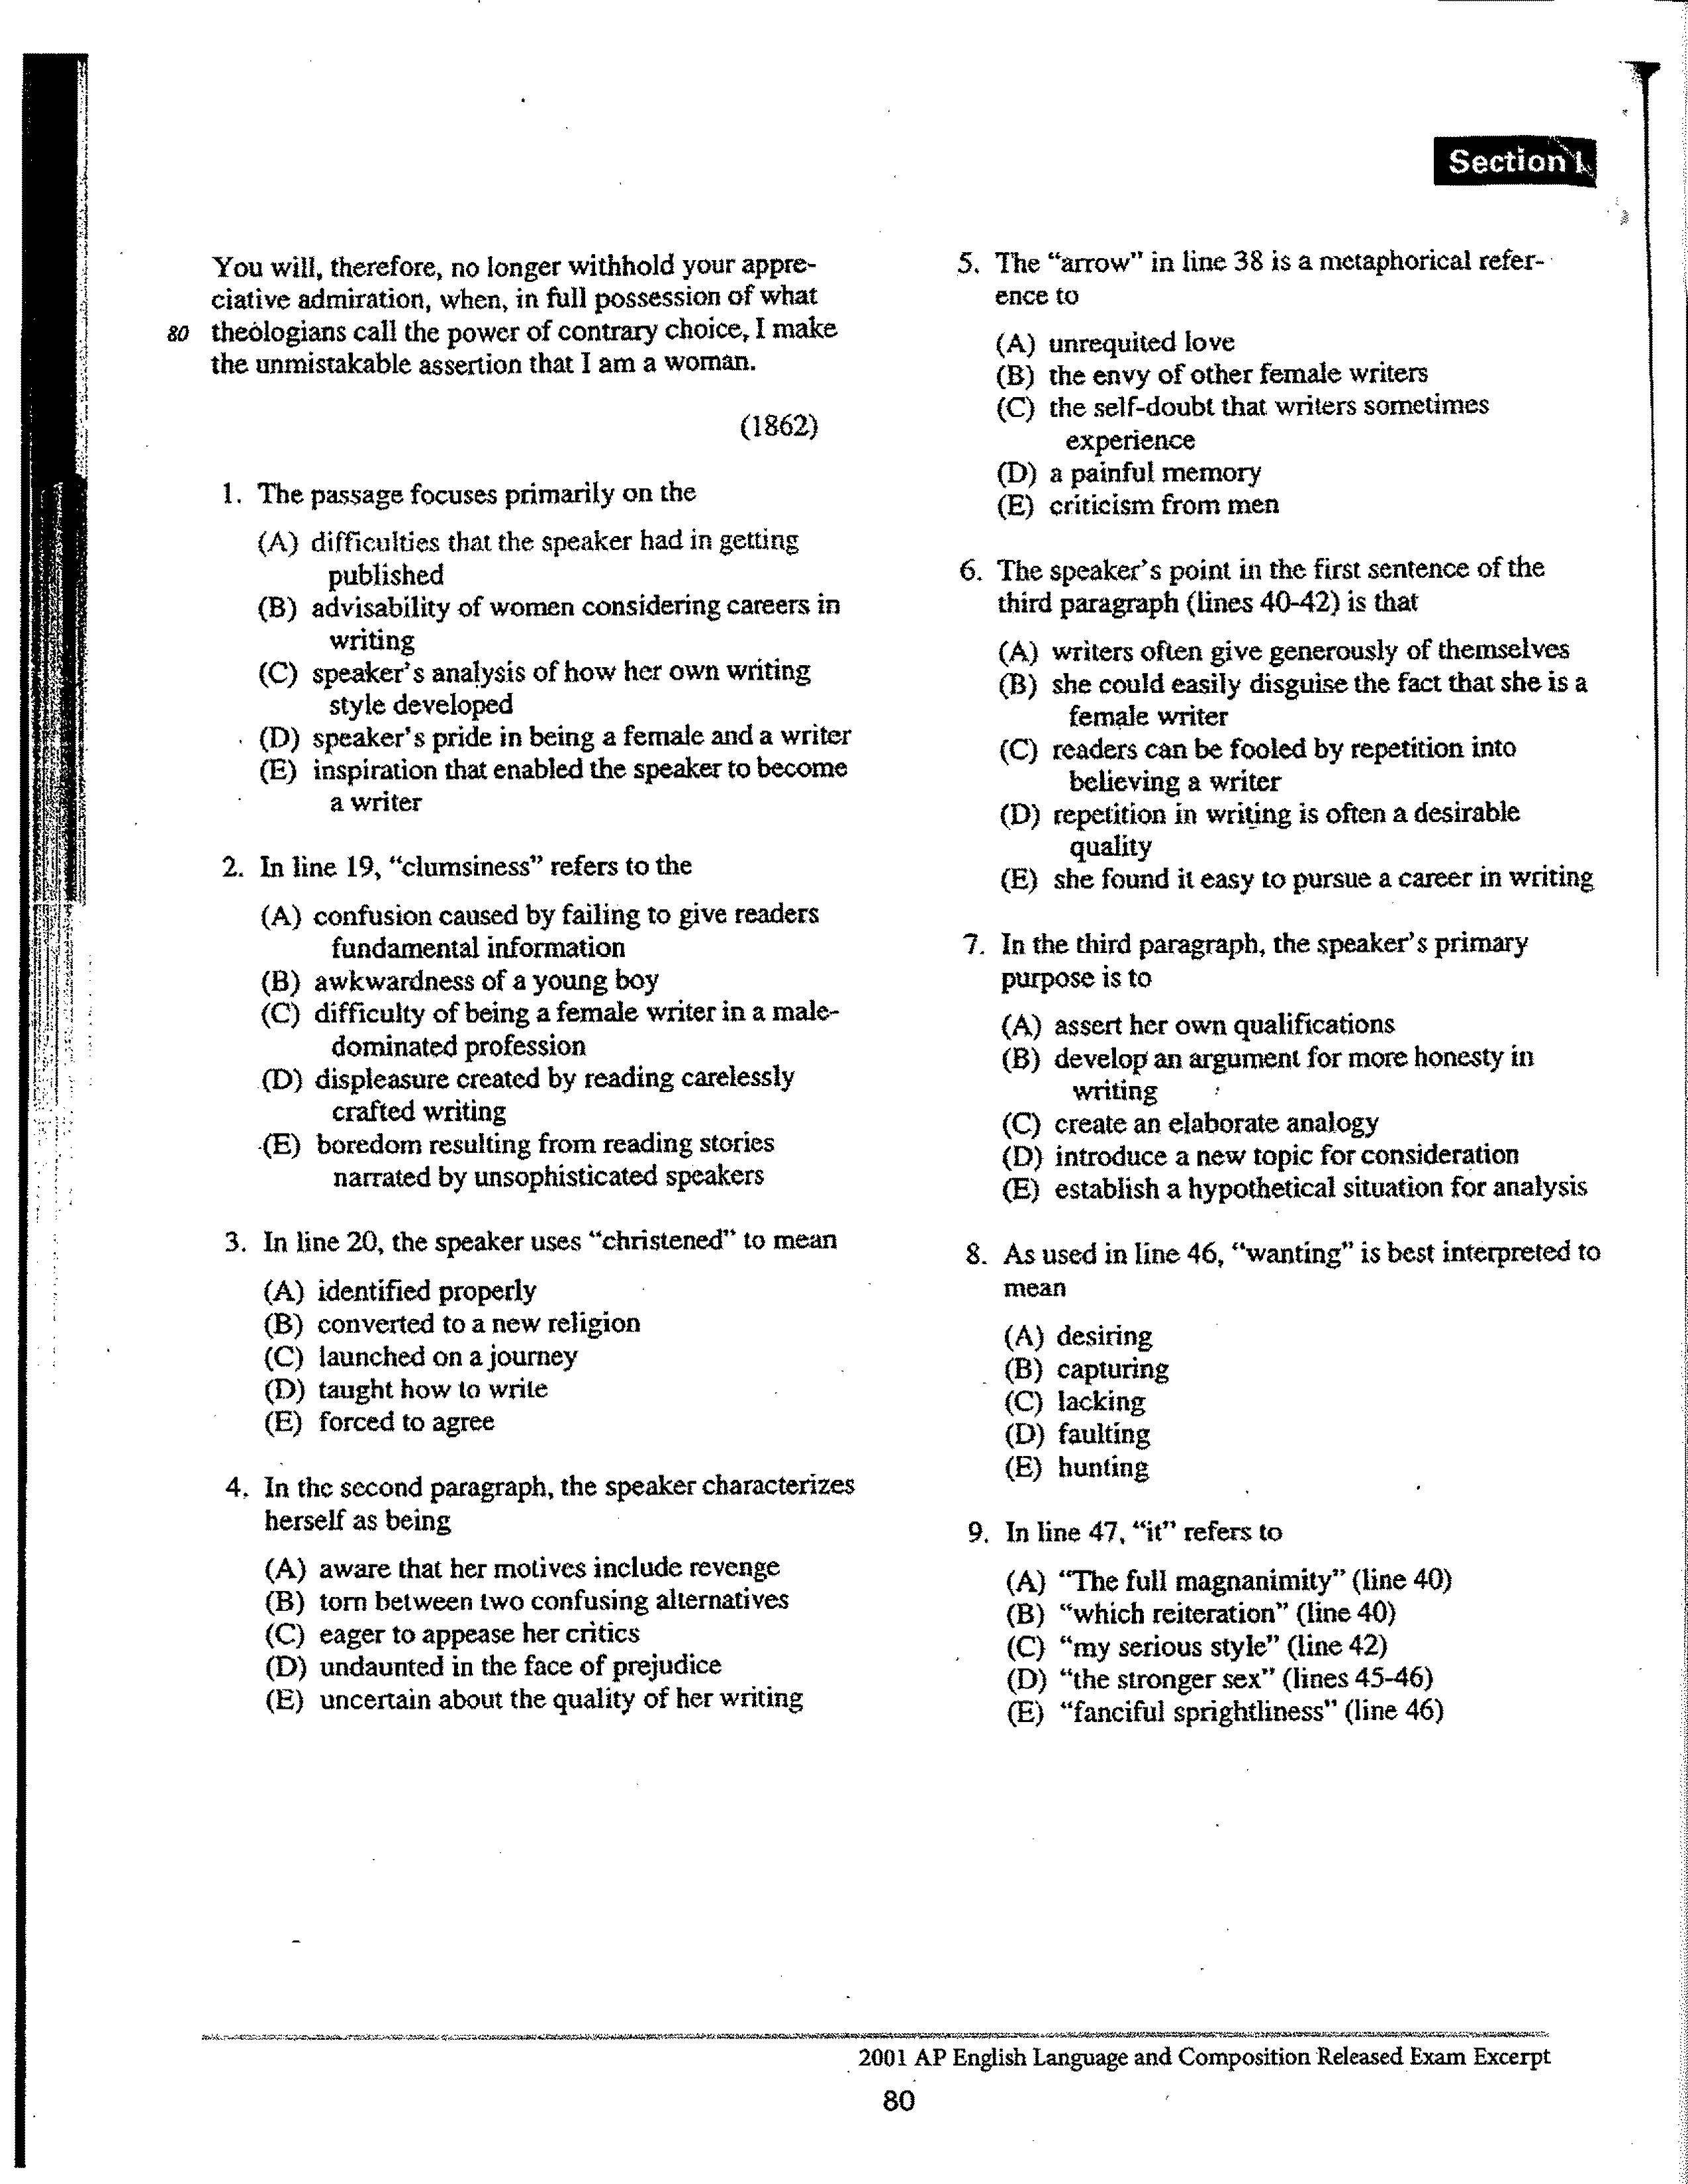 Section I
You will, therefore, no longer withhold your appre-
ciative admiration, when, in full possession of what
80 theologians call the power of contrary choice, I make
the unmistakable assertion that I am a woman.
(1862)
1. The passage focuses primarily on the
(A) difficulties that the speaker had in getting
published
(B) advisability of women considering careers in
writing
(C) speaker's analysis of how her own writing
style developed
(D) speaker's pride in being a female and a writer
(E) inspiration that enabled the speaker to become
a writer
2. In line 19, "clumsiness" refers to the
(A) confusion caused by failing to give readers
fundamental information
(B) awkwardness of a young boy
(C) difficulty of being a female writer in a male-
dominated profession
(D) displeasure created by reading carelessly
crafted writing
(E) boredom resulting from reading stories
narrated by unsophisticated speakers
3. In line 20, the speaker uses "christened" to mean
(A) identified properly
(B) converted to a new religion
(C) launched on a journey
(D) taught how to write
(E) forced to agree
4. In the second paragraph, the speaker characterizes
herself as being
(A) aware that her motives include revenge
(B) torn between two confusing alternatives
(C) eager to appease her critics
(D) undaunted in the face of prejudice
(E) uncertain about the quality of her writing
5. The "arrow" in line 38 is a metaphorical refer-
ence to
(A) unrequited love
(B) the envy of other female writers
(C) the self-doubt that writers sometimes
experience
(D) a painful memory
(E) criticism from men
6. The speaker's point in the first sentence of the
third paragraph (lines 40-42) is that
(A) writers often give generously of themselves
(B) she could easily disguise the fact that she is a
female writer
(C) readers can be fooled by repetition into
believing a writer
(D) repetition in writing is often a desirable
quality
(E) she found it easy to pursue a career in writing
7. In the third paragraph, the speaker's primary
purpose is to
(A) assert her own qualifications
(B) develop an argument for more honesty in
writing
(C) create an elaborate analogy
(D) introduce a new topic for consideration
(E) establish a hypothetical situation for analysis
8. As used in line 46, "wanting" is best interpreted to
mean
(A) desiring
(B) capturing
(C) lacking
(D) faulting
(E) hunting
9. In line 47, "it" refers to
(A) "The full magnanimity" (line 40)
(B) "which reiteration" (line 40)
(C) "my serious style" (line 42)
(D) "the stronger sex" (lines 45-46)
(E) "fanciful sprightliness" (line 46)
2001 AP English Language and Composition Released Exam Excerpt
80